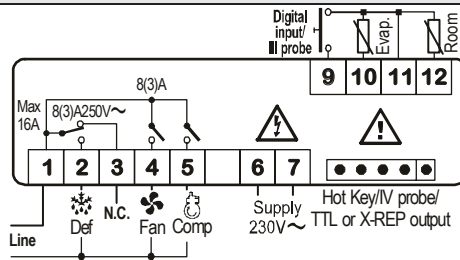 Digital
input/
III probe
Evap.
Room
9 10 11 12
8(3)A
Max
16A
8(3)A250V~
1 2 3 4 5 6 7
Def
N.C.
Fan
Comp
Supply
230V~
Hot Key/IV probe/
TTL or X-REP output
Line